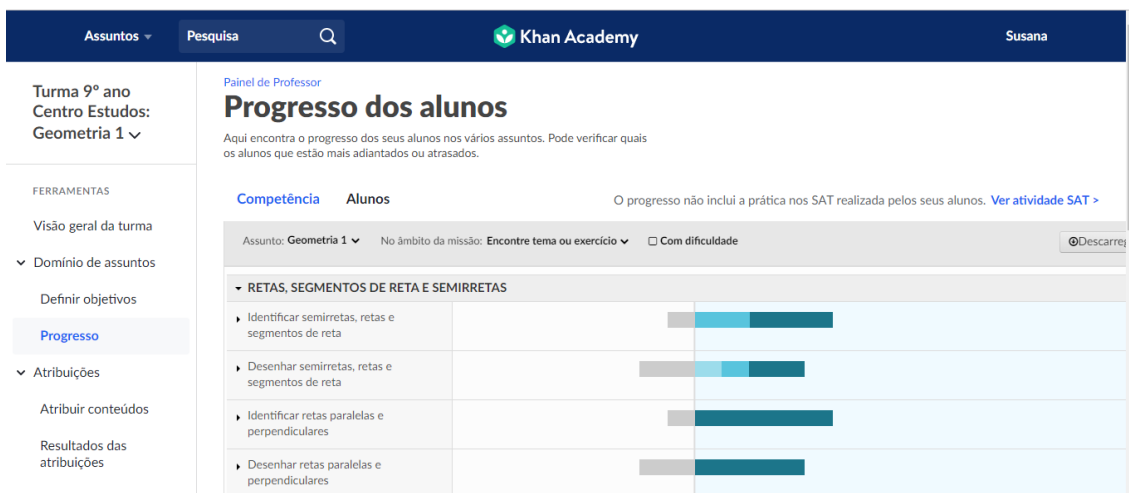 Assuntos
Pesquisa
Khan Academy
Susana
Turma 9º ano
Centro Estudos:
Geometria 1
FERRAMENTAS
Visão geral da turma
Domínio de assuntos
Definir objetivos
Progresso
Atribuições
Atribuir conteúdos
Resultados das
atribuições
Painel de Professor
Progresso dos alunos
Aqui encontra o progresso dos seus alunos nos vários assuntos. Pode verificar quais
os alunos que estão mais adiantados ou atrasados.
Competência Alunos
O progresso não inclui a prática nos SAT realizada pelos seus alunos. Ver atividade SAT >
Assunto: Geometria 1 No âmbito da missão: Encontre tema ou exercício Com dificuldade
RETAS, SEGMENTOS DE RETA E SEMIRRETAS
Identificar semirretas, retas e
segmentos de reta
Desenhar semirretas, retas e
segmentos de reta
Identificar retas paralelas e
perpendiculares
Desenhar retas paralelas e
perpendiculares